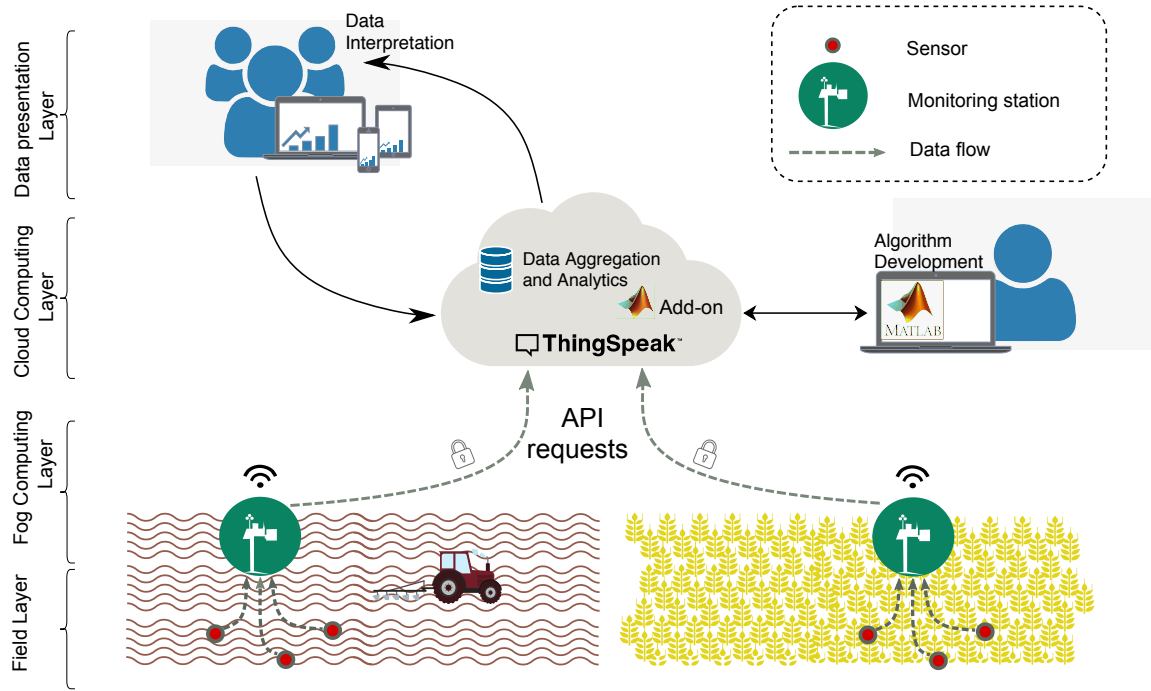 Data presentation
Layer
Data
Interpretation
Sensor
Monitoring station
Data flow
Cloud Computing
Layer
Data Aggregation
and Analytics
Add-on
ThingSpeak™
Algorithm
Development
MATLAB
Fog Computing
Layer
API
requests
Field Layer